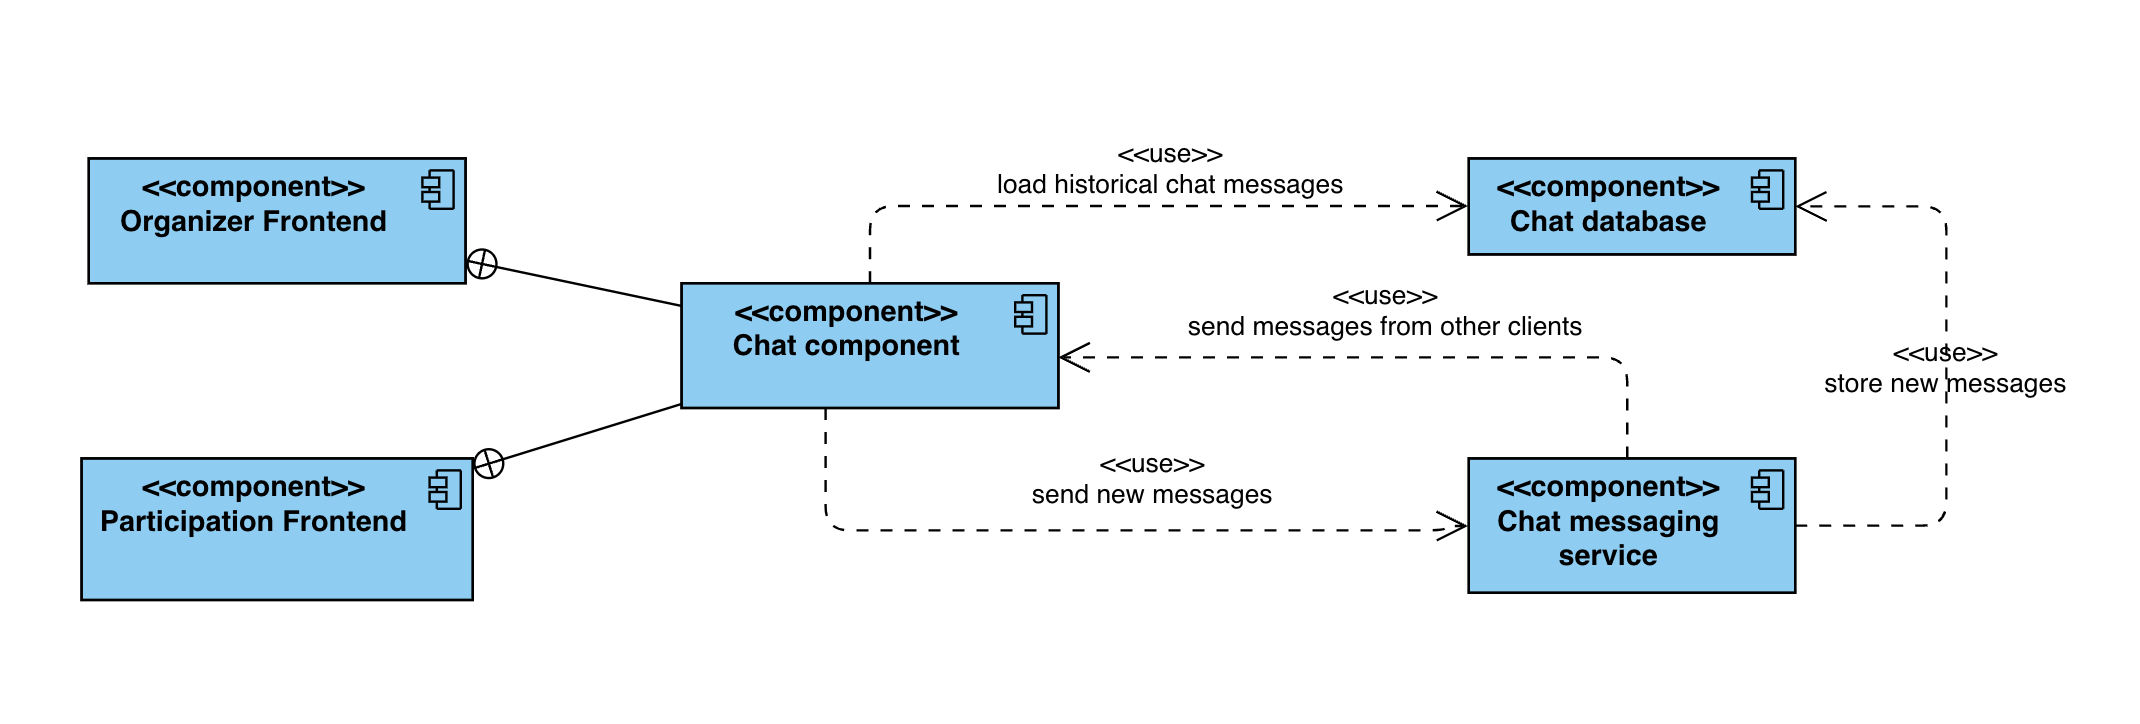 <<component>>
Organizer Frontend
<<component>>
Participation Frontend
<<component>>
Chat component
<<use>>
load historical chat messages
<<use>>
send messages from other clients
<<use>>
send new messages
<<component>>
Chat database
<<component>>
Chat messaging
service
<<use>>
store new messages